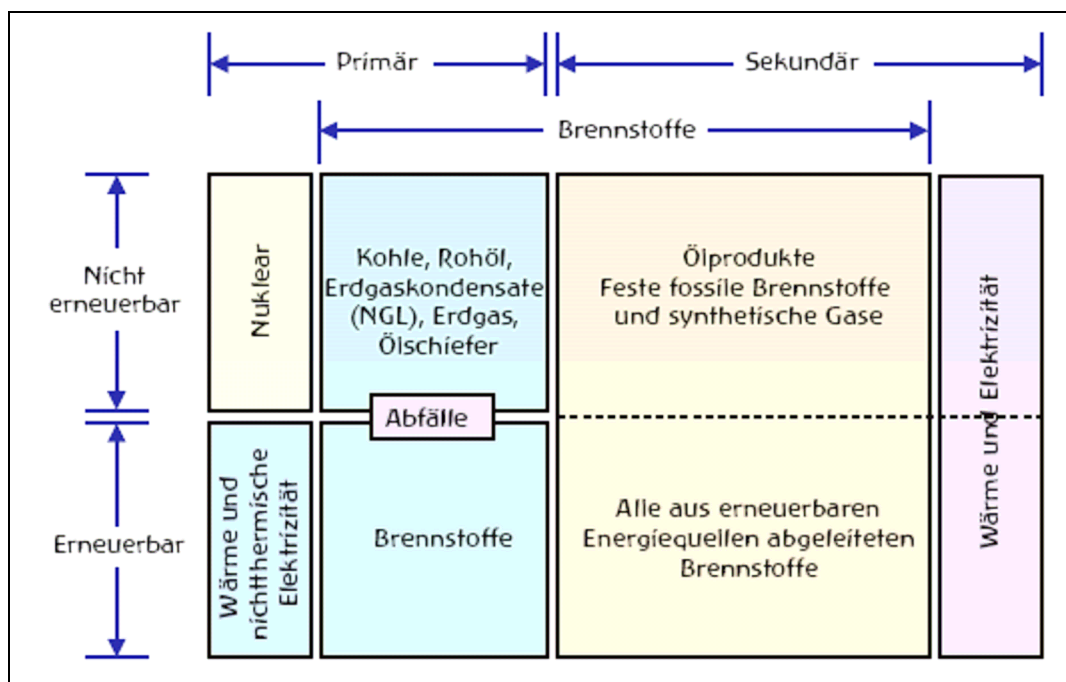 Primär
Sekundär
Brennstoffe
Nicht
erneuerbar
Nuklear
Kohle, Rohöl,
Erdgaskondensate
(NGL), Erdgas,
Ölschiefer
Ölprodukte
Feste fossile Brennstoffe
und synthetische Gase
Wärme und Elektrizität
Abfälle
Erneuerbar
Wärme und
nichtthermische
Elektrizität
Brennstoffe
Alle aus erneuerbaren
Energiequellen abgeleiteten
Brennstoffe